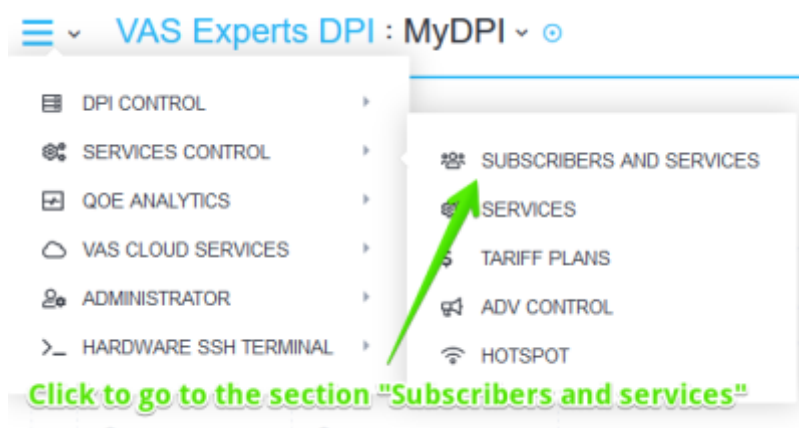 VAS Experts DPI : MyDPI
DPI CONTROL
SERVICES CONTROL
QOE ANALYTICS
VAS CLOUD SERVICES
ADMINISTRATOR
HARDWARE SSH TERMINAL
SUBSCRIBERS AND SERVICES
SERVICES
TARIFF PLANS
ADV CONTROL
HOTSPOT
Click to go to the section "Subscribers and services"